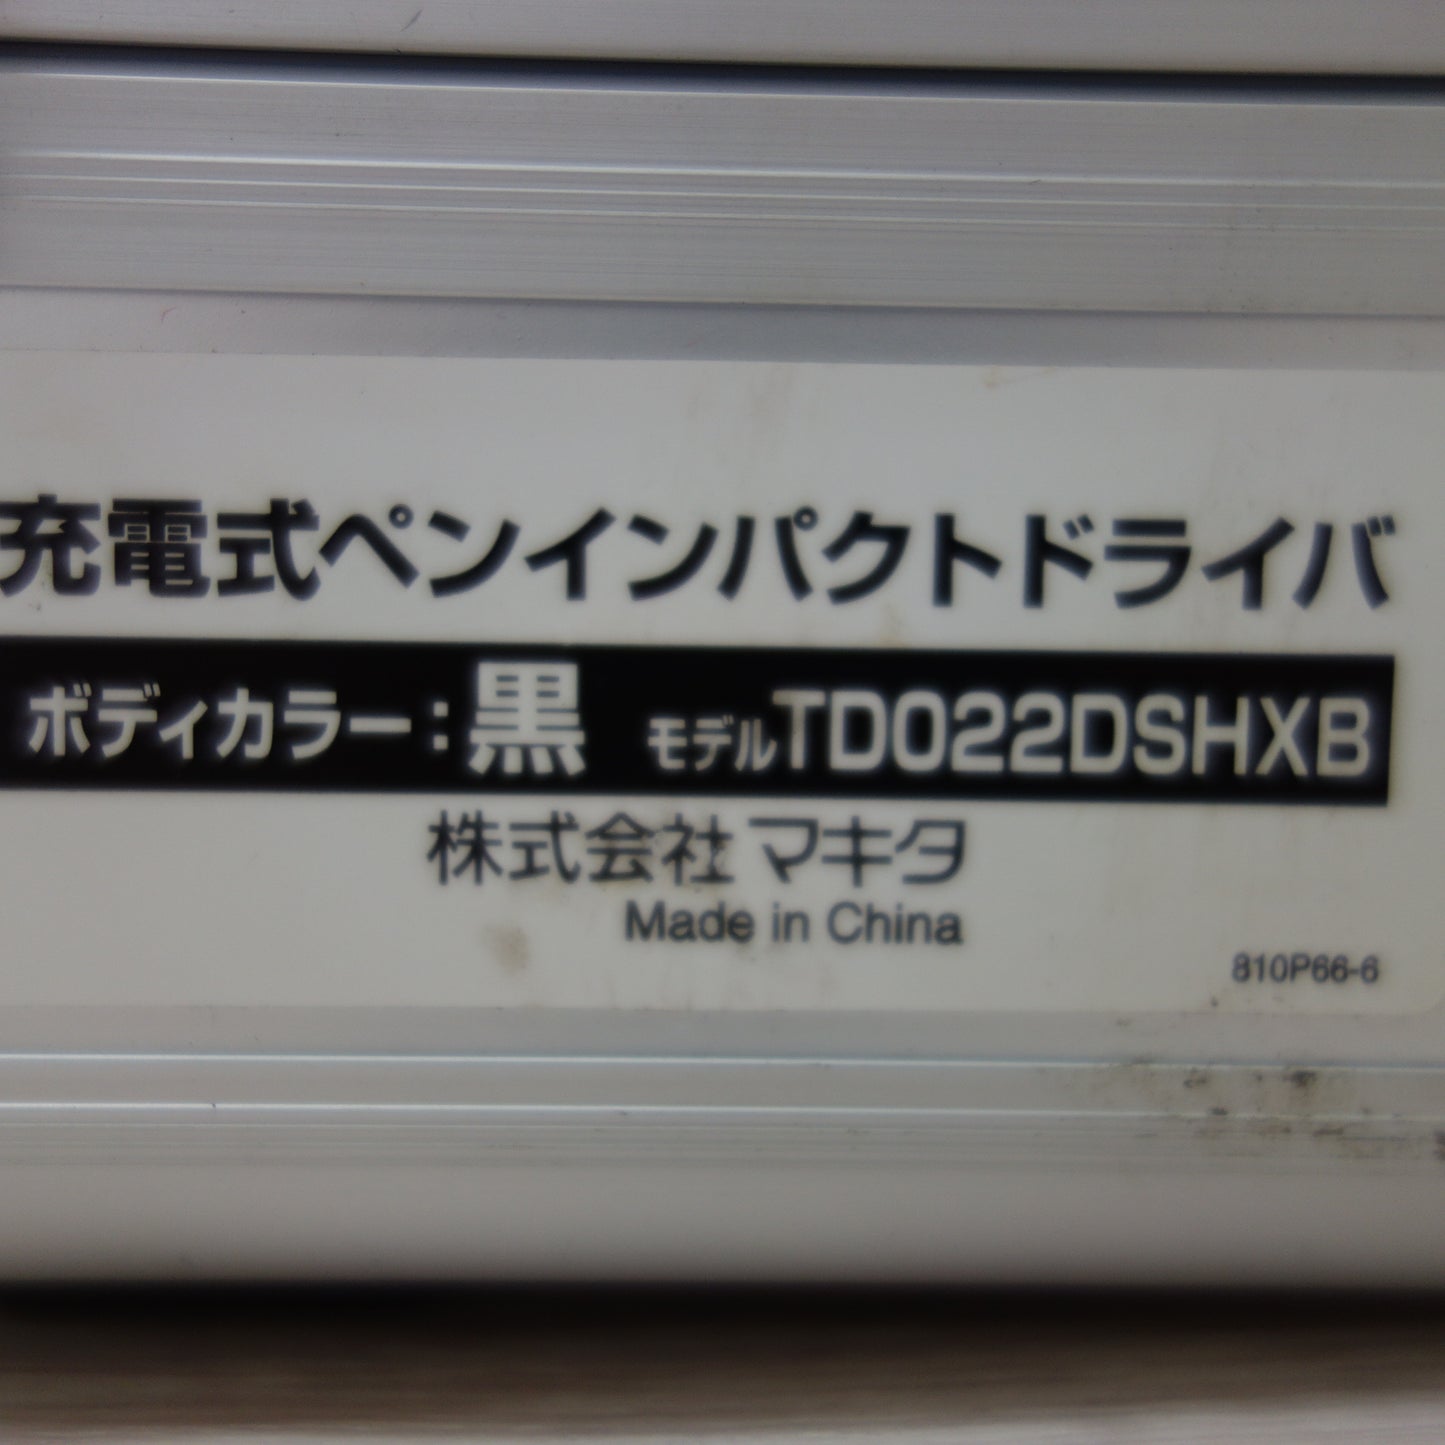 充電式ペンインパクトドライバ
ボディカラー：黒 モデルTD022DSHXB
株式会社マキタ
Made in China
810P66-6